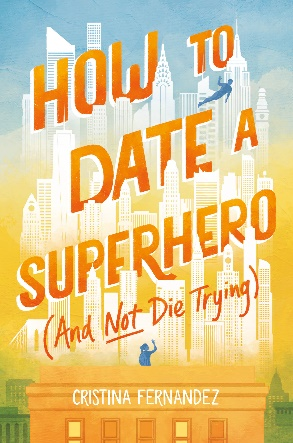 HOW TO
DATE A
SUPERHERO
(And Not Die Trying)
CRISTINA FERNANDEZ